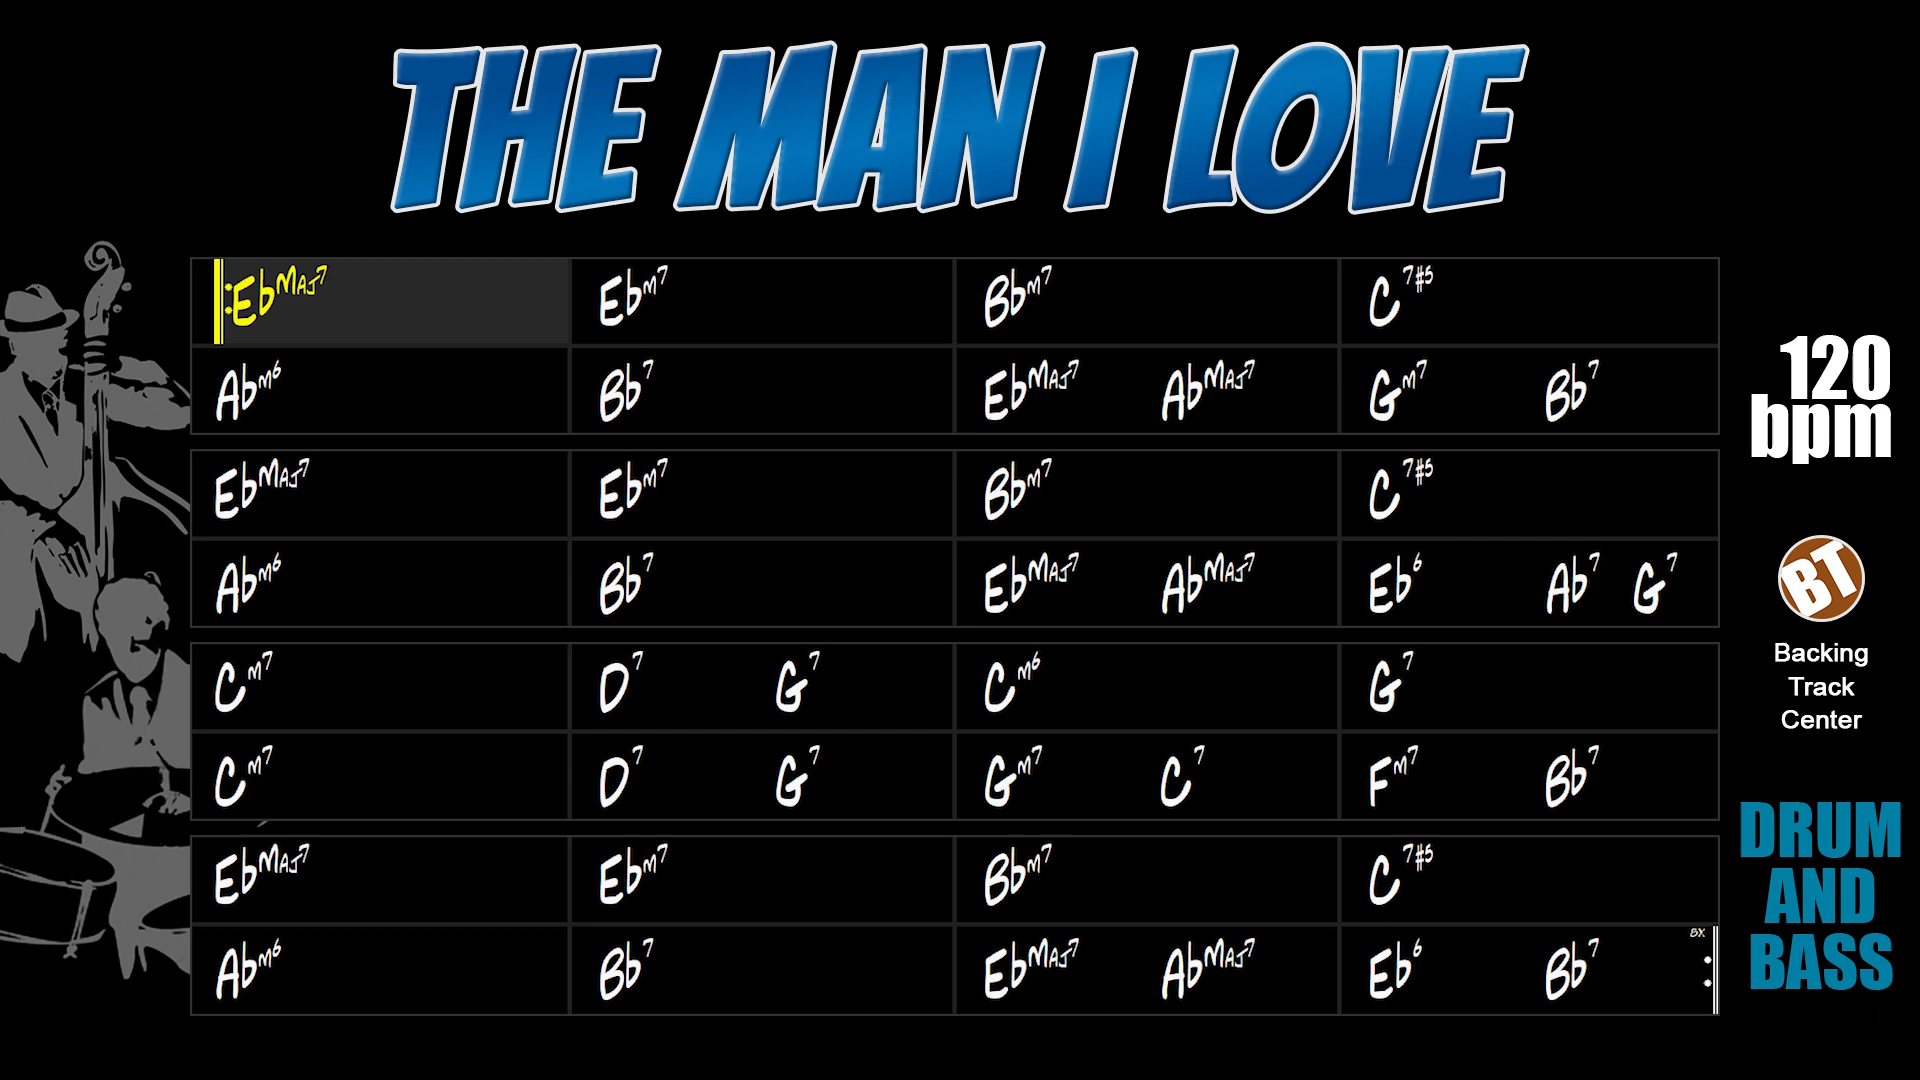 THE MAN I LOVE
EbMAJ7 Ebm7 Bbm7 C7#5
Abm6 Bb7 EbMAJ7 AbMAJ7 Gm7 Bb7
EbMAJ7 Ebm7 Bbm7 C7#5
Abm6 Bb7 EbMAJ7 AbMAJ7 Eb6 Ab7 G7
Cm7 D7 G7 Cm6 G7
Cm7 D7 G7 Gm7 C7 Fm7 Bb7
EbMAJ7 Ebm7 Bbm7 C7#5
Abm6 Bb7 EbMAJ7 AbMAJ7 Eb6 Bb7
120
bpm
BT
Backing
Track
Center
DRUM
AND
BASS